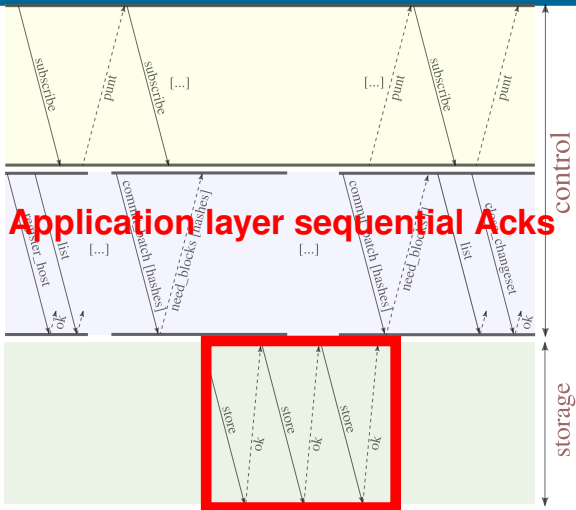 subscribe
punt
subscribe
[...]
[...]
punt
subscribe
punt
control
Application layer sequential Acks
register_host
list
ok
[...]
commit_batch [hashes]
need_blocks [hashes]
[...]
commit_batch [hashes]
need_blocks []
list
close_changeset
ok
store
ok
store
ok
store
ok
storage